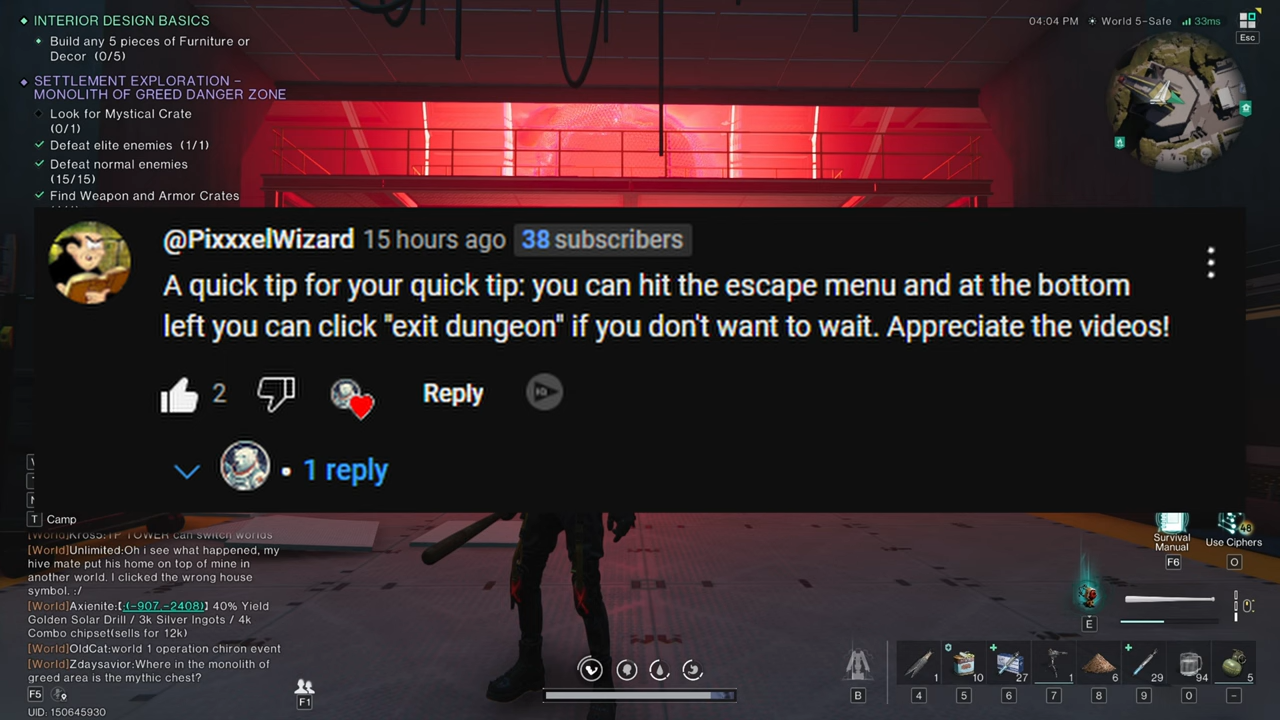 INTERIOR DESIGN BASICS
Build any 5 pieces of Furniture or
Decor (0/5)
SETTLEMENT EXPLORATION –
MONOLITH OF GREED DANGER ZONE
Look for Mystical Crate
(0/1)
Defeat elite enemies (1/1)
Defeat normal enemies
(15/15)
Find Weapon and Armor Crates
04:04 PM World 5-Safe 33ms
Esc
@PixxxelWizard 15 hours ago 38 subscribers
A quick tip for your quick tip: you can hit the escape menu and at the bottom
left you can click "exit dungeon" if you don't want to wait. Appreciate the videos!
2 Reply
1 reply
T Camp
[World]Kross:TP TOWER can switch worlds
[World]Unlimited:Oh i see what happened, my
hive mate put his home on top of mine in
another world. I clicked the wrong house
symbol. :/
[World]Axienite:【:(-907,-2408)】 40% Yield
Golden Solar Drill / 3k Silver Ingots / 4k
Combo chipset(sells for 12k)
[World]OldCat:world 1 operation chiron event
[World]Zdaysavior:Where in the monolith of
greed area is the mythic chest?
F5
UID: 150645930
F1
Survival
Manual
F6
48
Use Ciphers
O
E
B
1 10 27 1 6 29 94 5
4 5 6 7 8 9 0 -